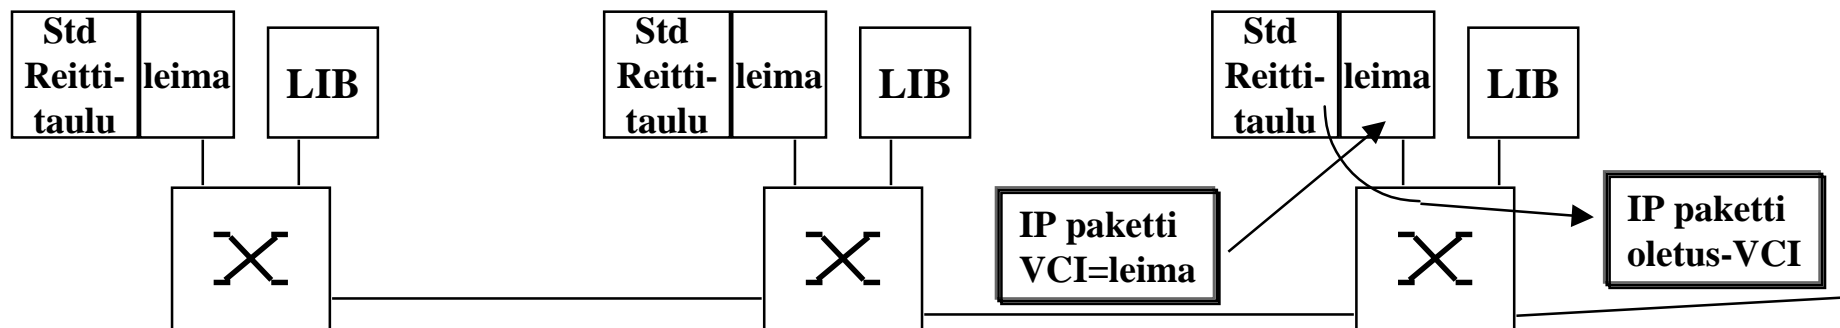 Std
Reitti-
taulu
leima
LIB
Std
Reitti-
taulu
leima
LIB
Std
Reitti-
taulu
leima
LIB
IP paketti
VCI=leima
IP paketti
oletus-VCI